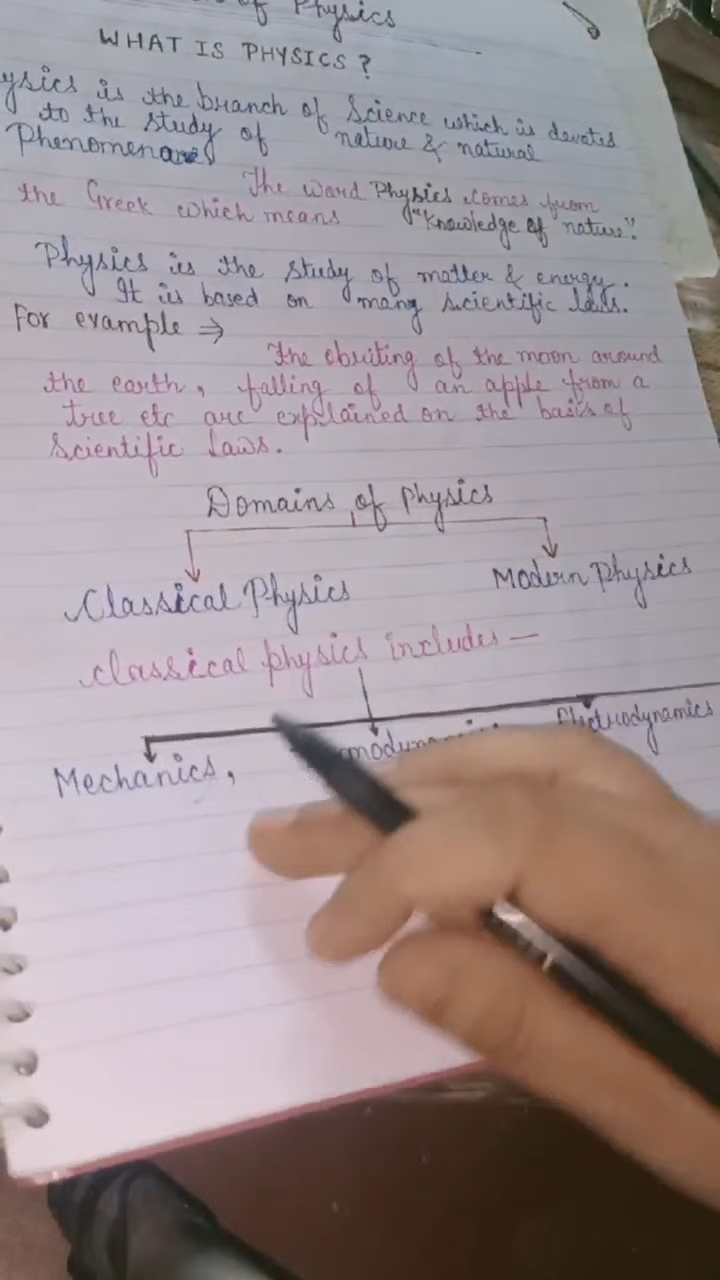 of Physics
WHAT IS PHYSICS ?
ysics is the branch of Science which is devoted
to the study of nature & natural
Phenomena
The word Physics comes from
the Greek which means "Knowledge of nature".
Physics is the study of matter & energy.
It is based on many scientific laws.
For example ⇒
The obriting of the moon around
the earth, falling of an apple from a
tree etc are explained on the basis of
Scientific Laws.
Domains of Physics
Classical Physics Modern Physics
classical physics includes —
Mechanics, Electrodynamics